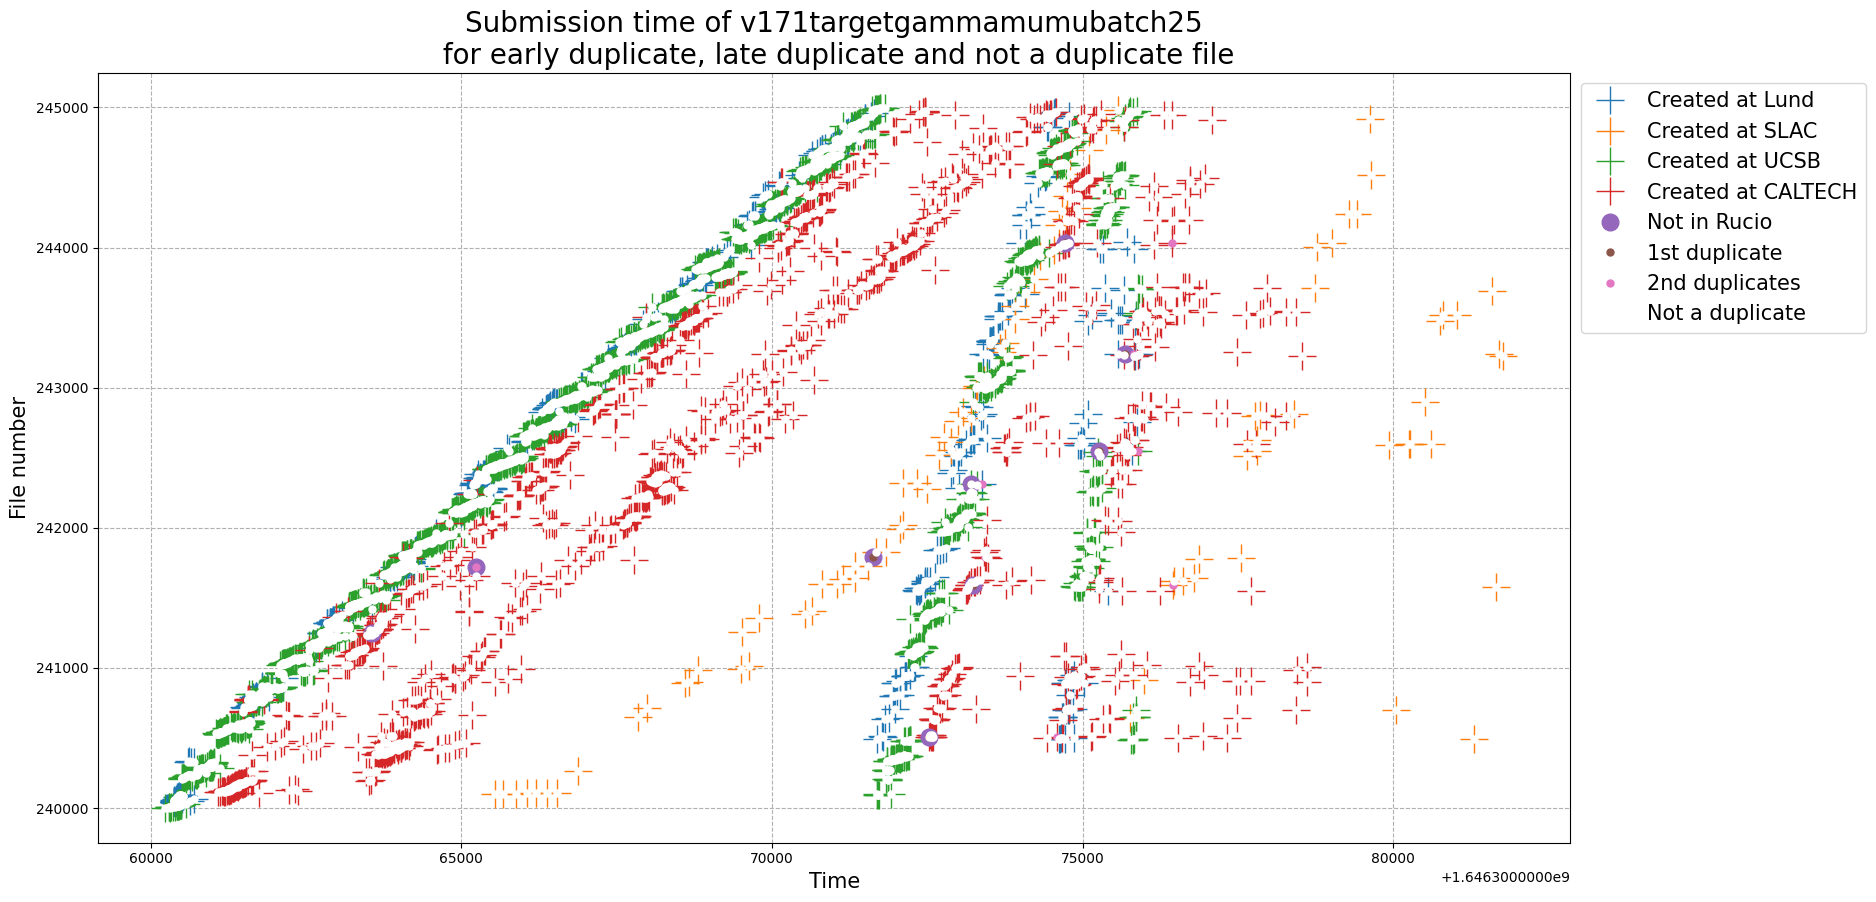 Submission time of v171targetgammamumubatch25
for early duplicate, late duplicate and not a duplicate file
Created at Lund
Created at SLAC
Created at UCSB
Created at CALTECH
Not in Rucio
1st duplicate
2nd duplicates
Not a duplicate
File number
245000
244000
243000
242000
241000
240000
60000
65000
70000
75000
80000
+1.6463000000e9
Time